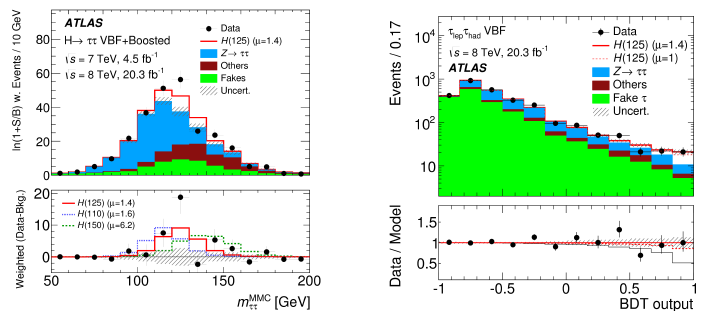 ln(1+S/B) w. Events / 10 GeV
80
60
40
20
0
ATLAS
H→ ττ VBF+Boosted
√s = 7 TeV, 4.5 fb⁻¹
√s = 8 TeV, 20.3 fb⁻¹
Data
H(125) (μ=1.4)
Z→ ττ
Others
Fakes
Uncert.
Weighted (Data-Bkg.)
20
10
0
H(125) (μ=1.4)
H(110) (μ=1.6)
H(150) (μ=6.2)
50 100 150 200
m_ττ^MMC [GeV]
Events / 0.17
10⁴
10³
10²
10
τ_lep τ_had VBF
√s = 8 TeV, 20.3 fb⁻¹
ATLAS
Data
H(125) (μ=1.4)
H(125) (μ=1)
Z→ ττ
Others
Fake τ
Uncert.
Data / Model
1.5
1.0
0.5
-1 -0.5 0 0.5 1
BDT output